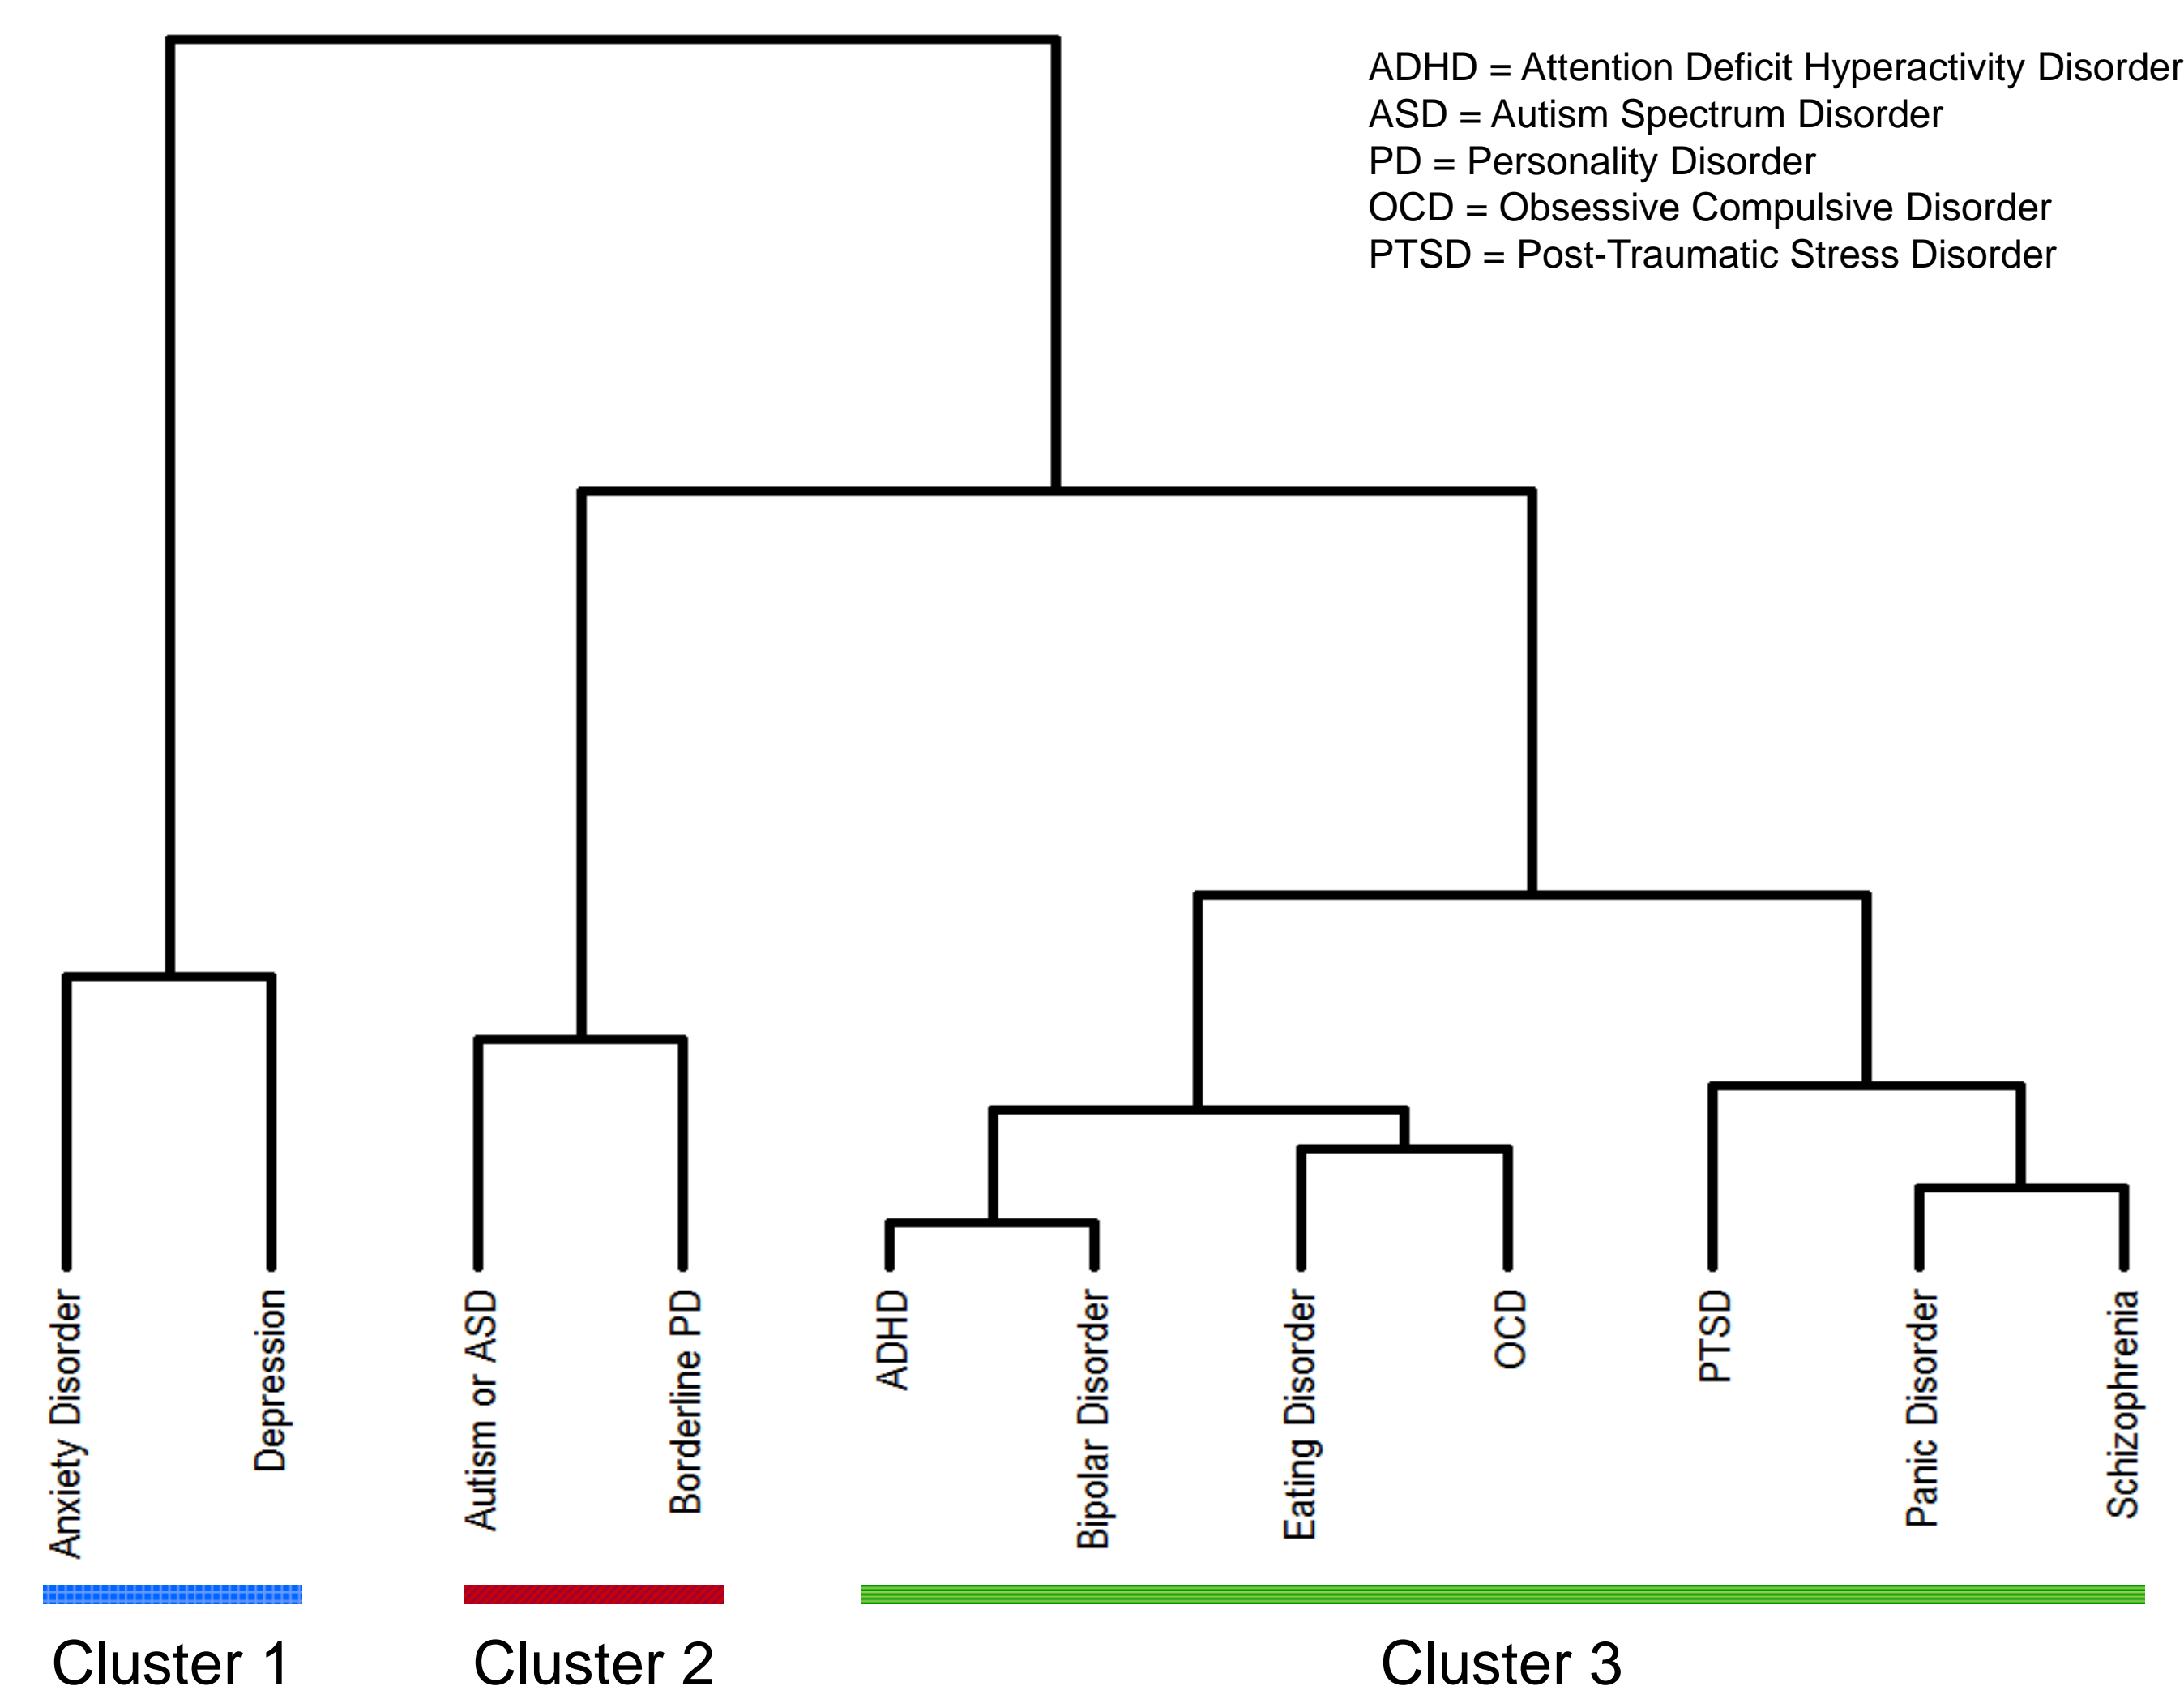 ADHD = Attention Deficit Hyperactivity Disorder
ASD = Autism Spectrum Disorder
PD = Personality Disorder
OCD = Obsessive Compulsive Disorder
PTSD = Post-Traumatic Stress Disorder
Anxiety Disorder
Depression
Autism or ASD
Borderline PD
ADHD
Bipolar Disorder
Eating Disorder
OCD
PTSD
Panic Disorder
Schizophrenia
Cluster 1
Cluster 2
Cluster 3